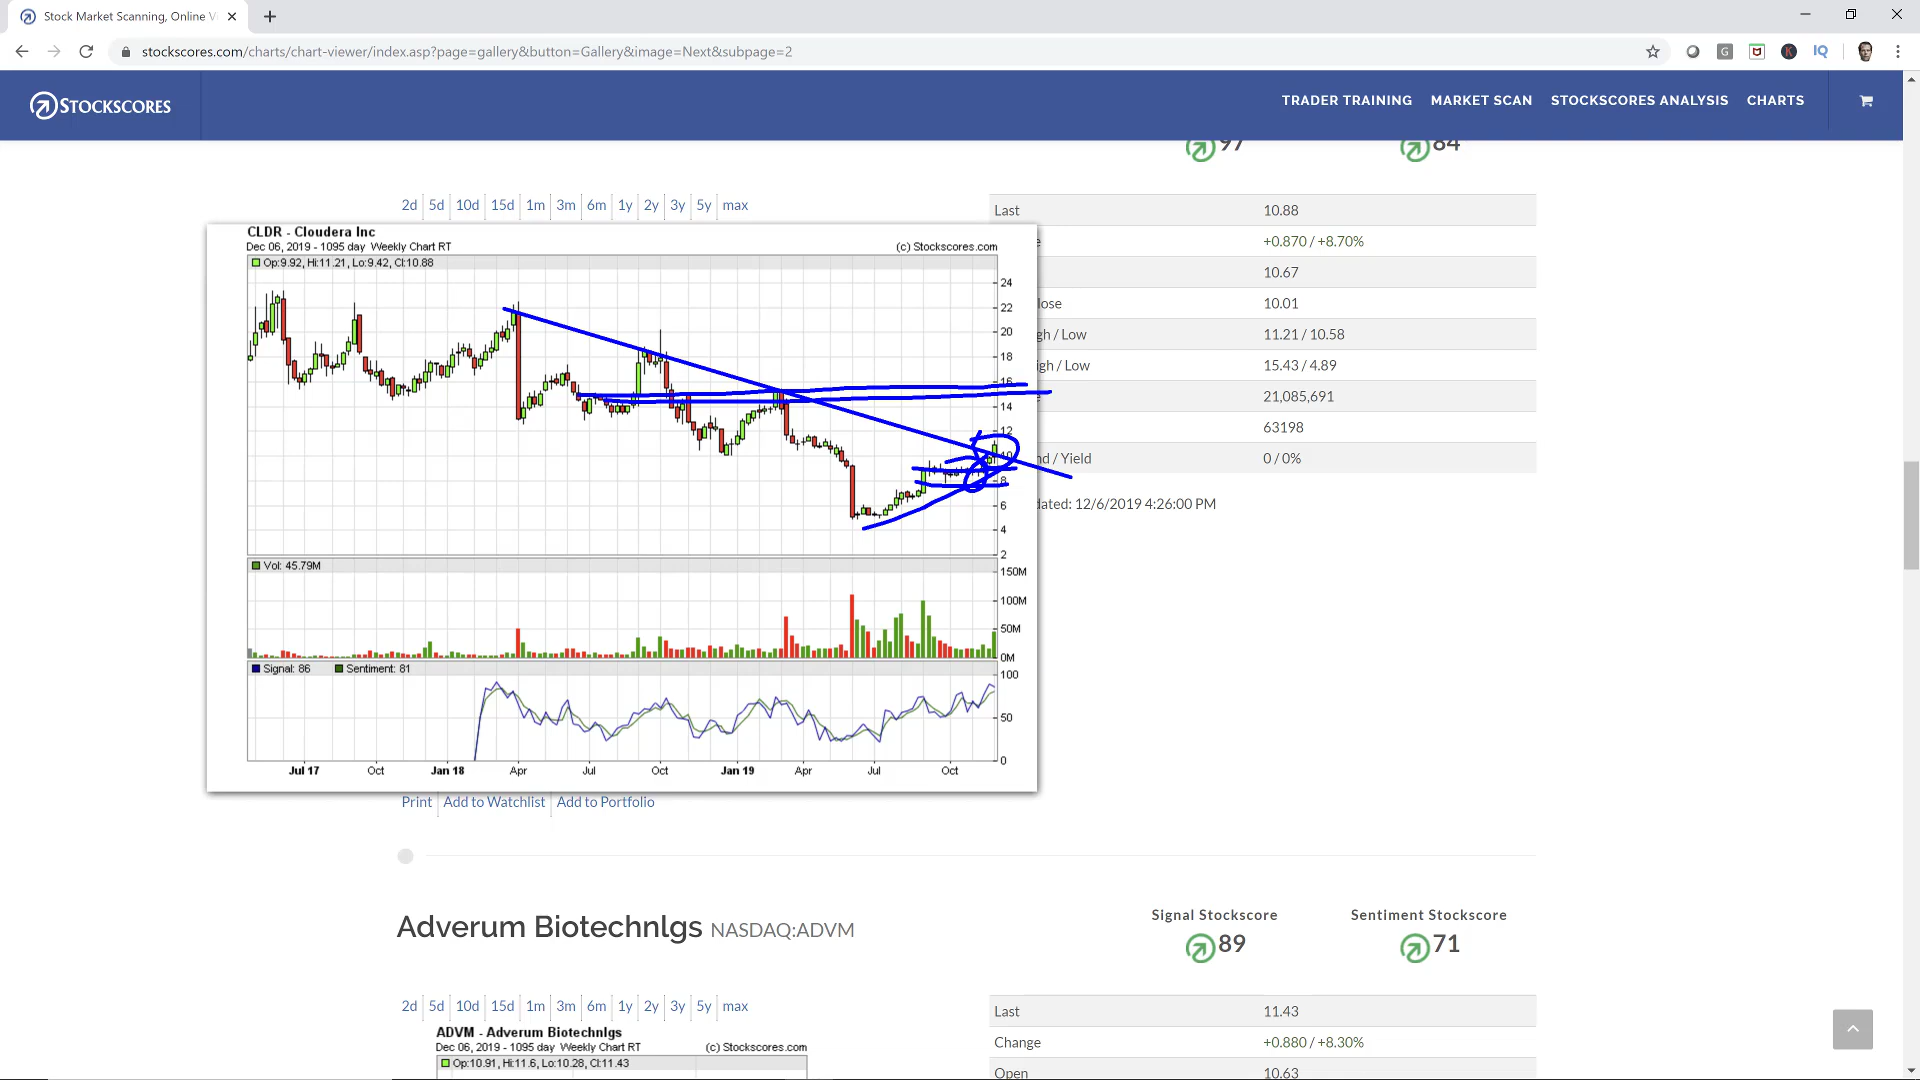 Stock Market Scanning, Online V
stockscores.com/charts/chart-viewer/index.asp?page=gallery&button=Gallery&image=Next&subpage=2
G
K
IQ
STOCKSCORES
TRADER TRAINING MARKET SCAN STOCKSCORES ANALYSIS CHARTS
97 84
2d 5d 10d 15d 1m 3m 6m 1y 2y 3y 5y max
CLDR - Cloudera Inc
Dec 06, 2019 - 1095 day Weekly Chart RT (c) Stockscores.com
Op:9.92, Hi:11.21, Lo:9.42, Cl:10.88
24
22
20
18
16
14
12
10
8
6
4
2
Vol: 45.79M
150M
100M
50M
0M
Signal: 86 Sentiment: 81
100
50
0
Jul 17 Oct Jan 18 Apr Jul Oct Jan 19 Apr Jul Oct
Last 10.88
e +0.870 / +8.70%
10.67
lose 10.01
gh / Low 11.21 / 10.58
igh / Low 15.43 / 4.89
e 21,085,691
63198
nd / Yield 0 / 0%
dated: 12/6/2019 4:26:00 PM
Print Add to Watchlist Add to Portfolio
Adverum Biotechnlgs NASDAQ:ADVM
Signal Stockscore Sentiment Stockscore
89 71
2d 5d 10d 15d 1m 3m 6m 1y 2y 3y 5y max
ADVM - Adverum Biotechnlgs
Dec 06, 2019 - 1095 day Weekly Chart RT (c) Stockscores.com
Op:10.91, Hi:11.6, Lo:10.28, Cl:11.43
Last 11.43
Change +0.880 / +8.30%
Open 10.63